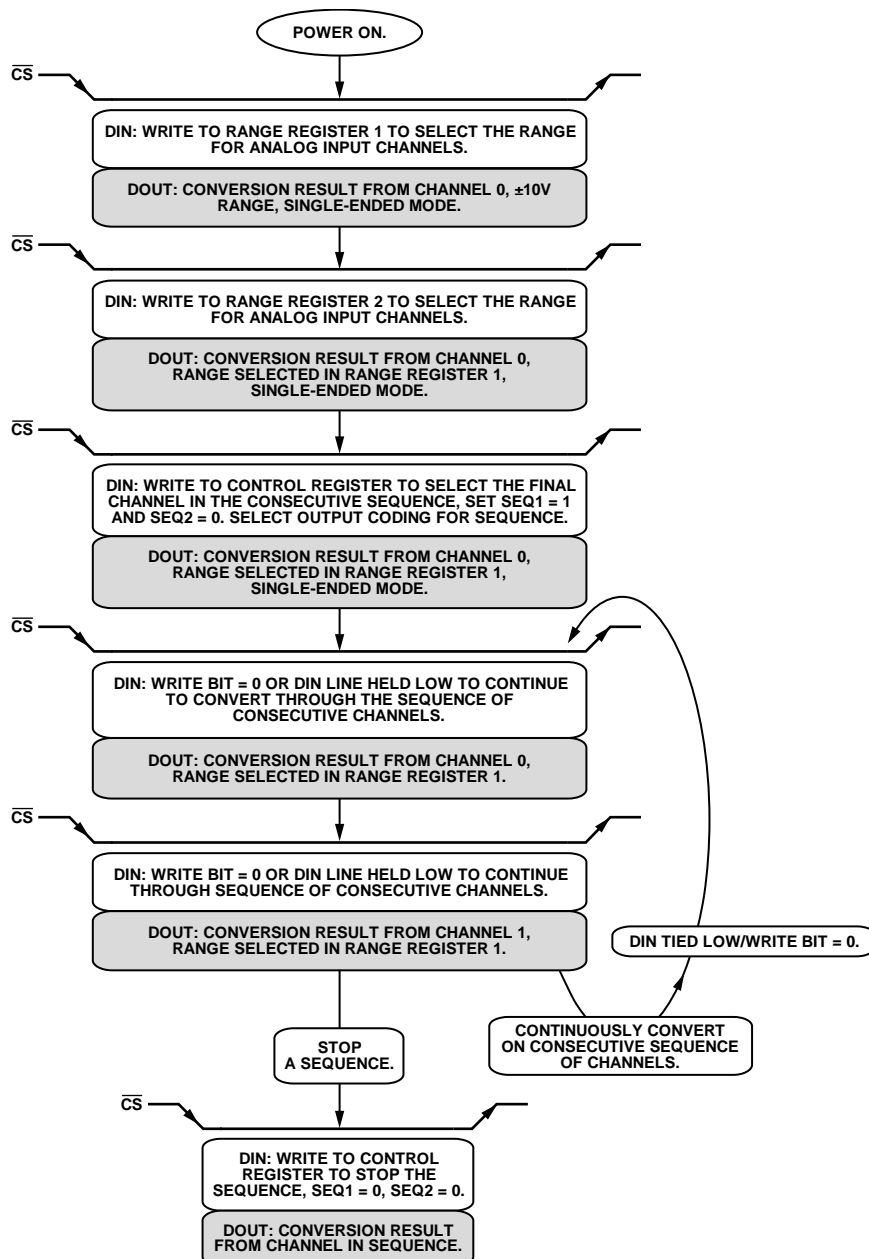 POWER ON.
CS
DIN: WRITE TO RANGE REGISTER 1 TO SELECT THE RANGE
FOR ANALOG INPUT CHANNELS.
DOUT: CONVERSION RESULT FROM CHANNEL 0, ±10V
RANGE, SINGLE-ENDED MODE.
CS
DIN: WRITE TO RANGE REGISTER 2 TO SELECT THE RANGE
FOR ANALOG INPUT CHANNELS.
DOUT: CONVERSION RESULT FROM CHANNEL 0,
RANGE SELECTED IN RANGE REGISTER 1,
SINGLE-ENDED MODE.
CS
DIN: WRITE TO CONTROL REGISTER TO SELECT THE FINAL
CHANNEL IN THE CONSECUTIVE SEQUENCE, SET SEQ1 = 1
AND SEQ2 = 0. SELECT OUTPUT CODING FOR SEQUENCE.
DOUT: CONVERSION RESULT FROM CHANNEL 0,
RANGE SELECTED IN RANGE REGISTER 1,
SINGLE-ENDED MODE.
CS
DIN: WRITE BIT = 0 OR DIN LINE HELD LOW TO CONTINUE
TO CONVERT THROUGH THE SEQUENCE OF
CONSECUTIVE CHANNELS.
DOUT: CONVERSION RESULT FROM CHANNEL 0,
RANGE SELECTED IN RANGE REGISTER 1.
CS
DIN: WRITE BIT = 0 OR DIN LINE HELD LOW TO CONTINUE
THROUGH SEQUENCE OF CONSECUTIVE CHANNELS.
DOUT: CONVERSION RESULT FROM CHANNEL 1,
RANGE SELECTED IN RANGE REGISTER 1.
DIN TIED LOW/WRITE BIT = 0.
STOP
A SEQUENCE.
CONTINUOUSLY CONVERT
ON CONSECUTIVE SEQUENCE
OF CHANNELS.
CS
DIN: WRITE TO CONTROL
REGISTER TO STOP THE
SEQUENCE, SEQ1 = 0, SEQ2 = 0.
DOUT: CONVERSION RESULT
FROM CHANNEL IN SEQUENCE.